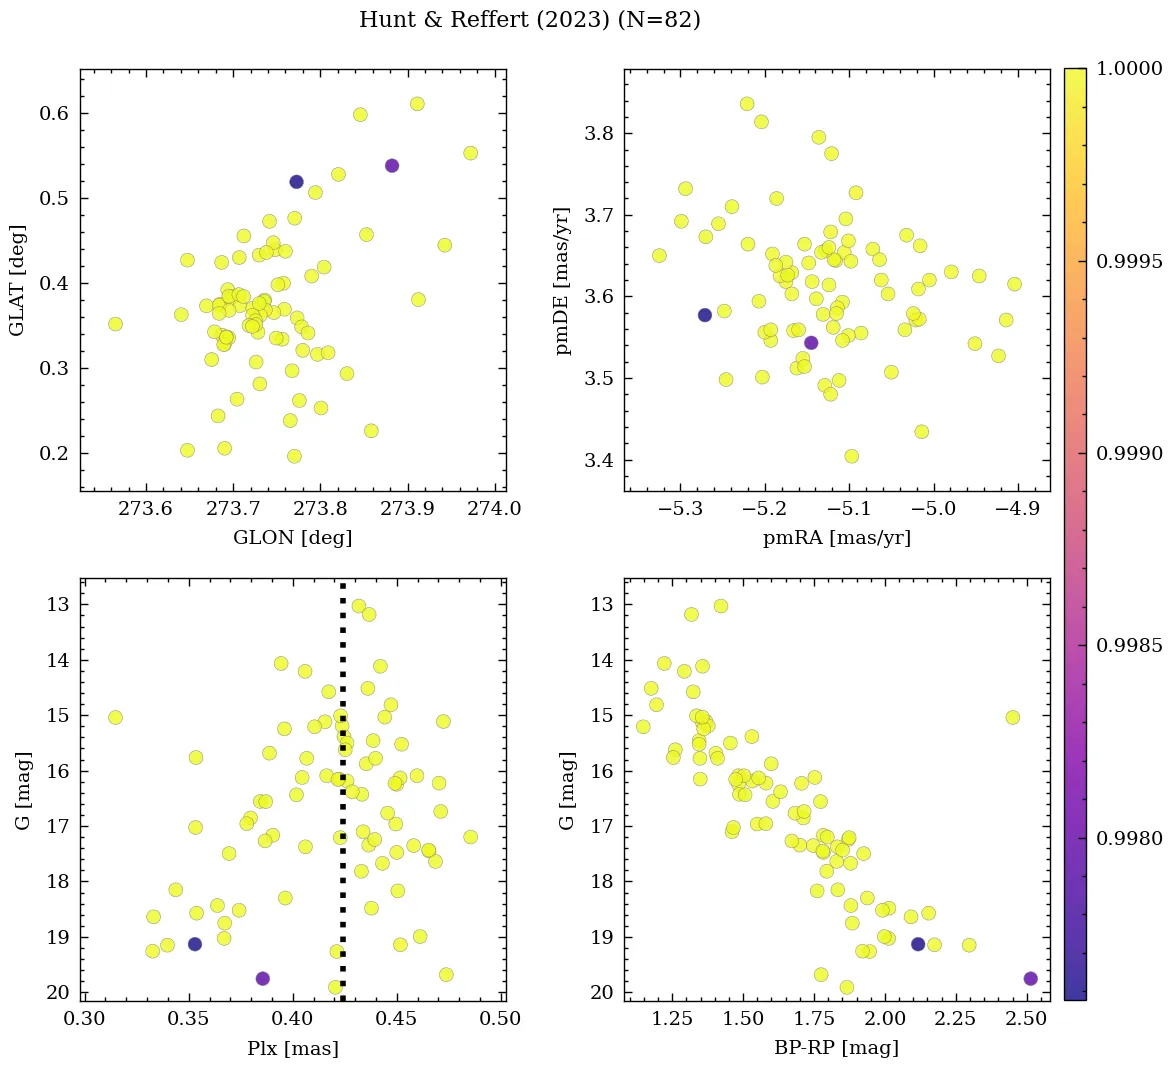 Hunt & Reffert (2023) (N=82)
0.6
0.5
0.4
0.3
0.2
GLAT [deg]
273.6 273.7 273.8 273.9 274.0
GLON [deg]
3.8
3.7
3.6
3.5
3.4
pmDE [mas/yr]
−5.3 −5.2 −5.1 −5.0 −4.9
pmRA [mas/yr]
13
14
15
16
17
18
19
20
G [mag]
0.30 0.35 0.40 0.45 0.50
Plx [mas]
13
14
15
16
17
18
19
20
G [mag]
1.25 1.50 1.75 2.00 2.25 2.50
BP-RP [mag]
1.0000
0.9995
0.9990
0.9985
0.9980